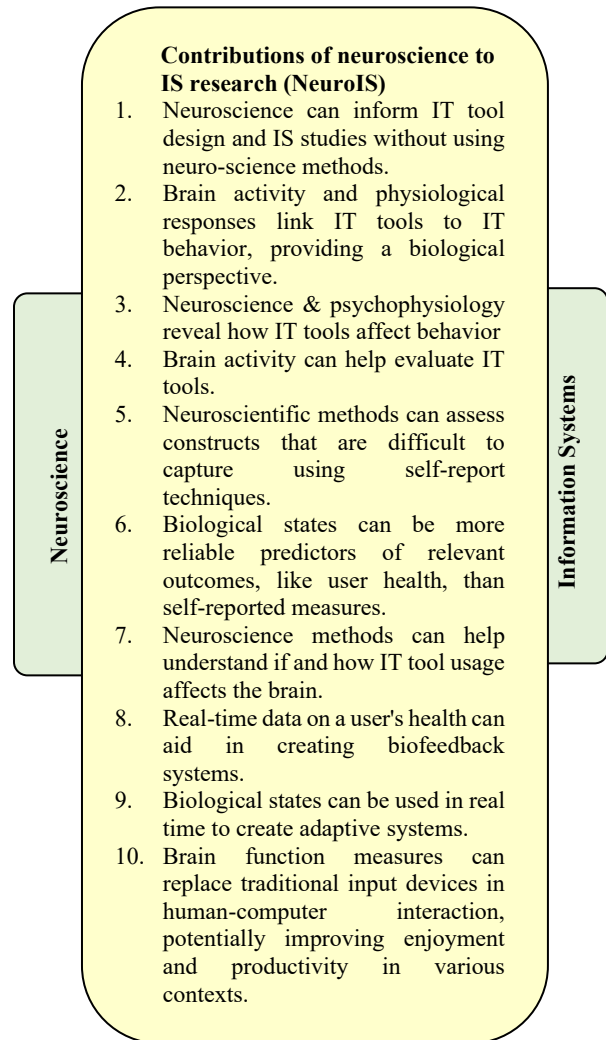 Contributions of neuroscience to
IS research (NeuroIS)
1. Neuroscience can inform IT tool
design and IS studies without using
neuro-science methods.
2. Brain activity and physiological
responses link IT tools to IT
behavior, providing a biological
perspective.
3. Neuroscience & psychophysiology
reveal how IT tools affect behavior
4. Brain activity can help evaluate IT
tools.
5. Neuroscientific methods can assess
constructs that are difficult to
capture using self-report
techniques.
6. Biological states can be more
reliable predictors of relevant
outcomes, like user health, than
self-reported measures.
7. Neuroscience methods can help
understand if and how IT tool usage
affects the brain.
8. Real-time data on a user's health can
aid in creating biofeedback
systems.
9. Biological states can be used in real
time to create adaptive systems.
10. Brain function measures can
replace traditional input devices in
human-computer interaction,
potentially improving enjoyment
and productivity in various
contexts.
Neuroscience
Information Systems